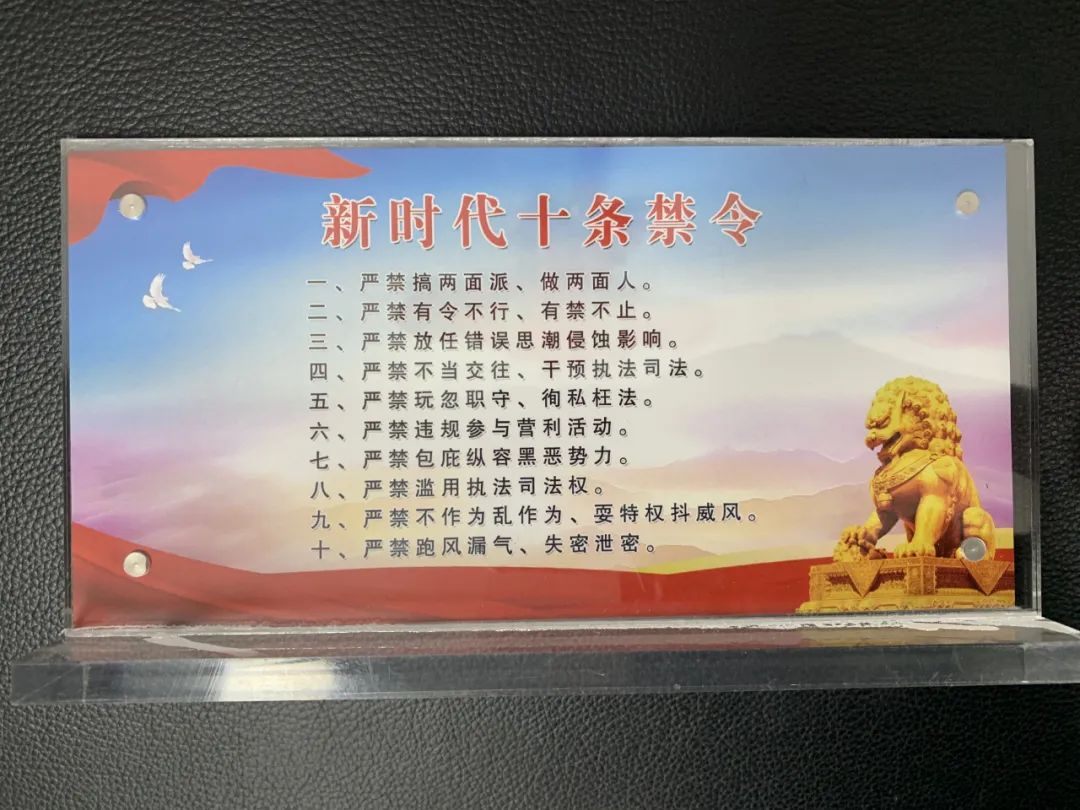 新时代十条禁令
一、严禁搞两面派、做两面人。
二、严禁有令不行、有禁不止。
三、严禁放任错误思潮侵蚀影响。
四、严禁不当交往、干预执法司法。
五、严禁玩忽职守、徇私枉法。
六、严禁违规参与营利活动。
七、严禁包庇纵容黑恶势力。
八、严禁滥用执法司法权。
九、严禁不作为乱作为、耍特权抖威风。
十、严禁跑风漏气、失密泄密。